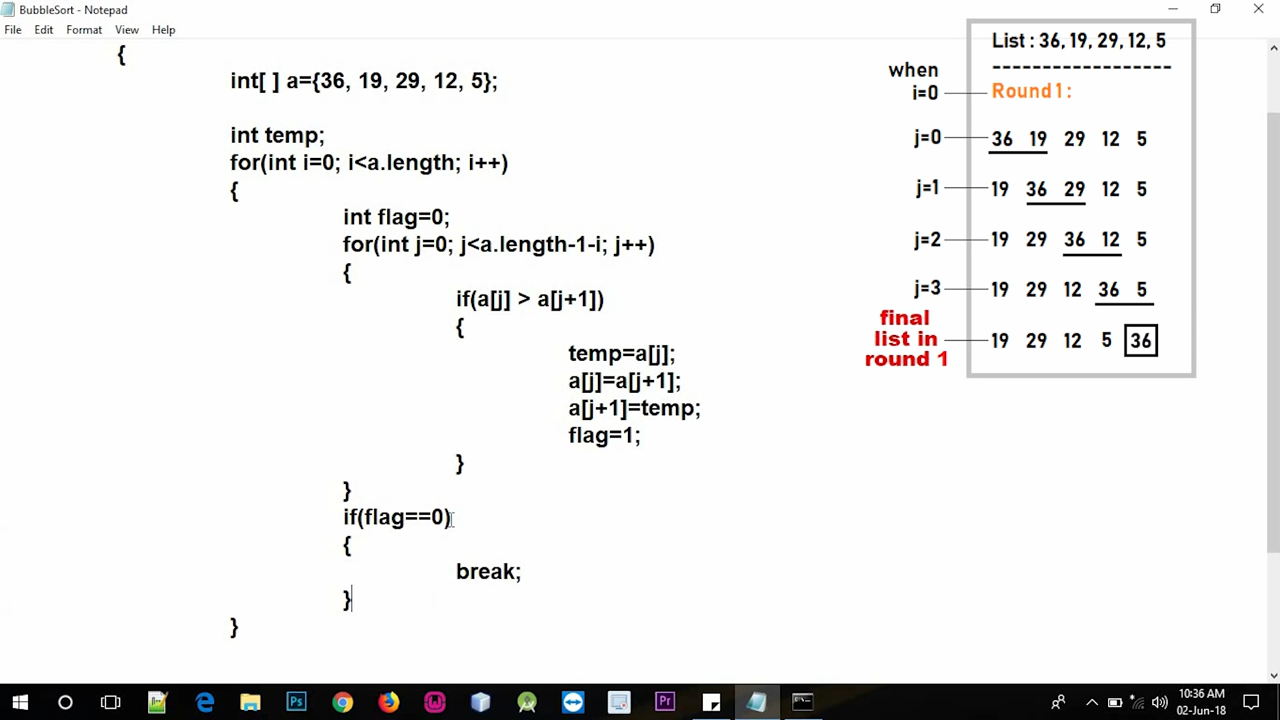 BubbleSort - Notepad
File Edit Format View Help
{
int[ ] a={36, 19, 29, 12, 5};
int temp;
for(int i=0; i<a.length; i++)
{
int flag=0;
for(int j=0; j<a.length-1-i; j++)
{
if(a[j] > a[j+1])
{
temp=a[j];
a[j]=a[j+1];
a[j+1]=temp;
flag=1;
}
}
if(flag==0)
{
break;
}
}
List : 36, 19, 29, 12, 5
------------------
when
i=0 Round 1 :
j=0 36 19 29 12 5
j=1 19 36 29 12 5
j=2 19 29 36 12 5
j=3 19 29 12 36 5
final
list in
round 1
19 29 12 5 36
Ps
Pr
10:36 AM
02-Jun-18